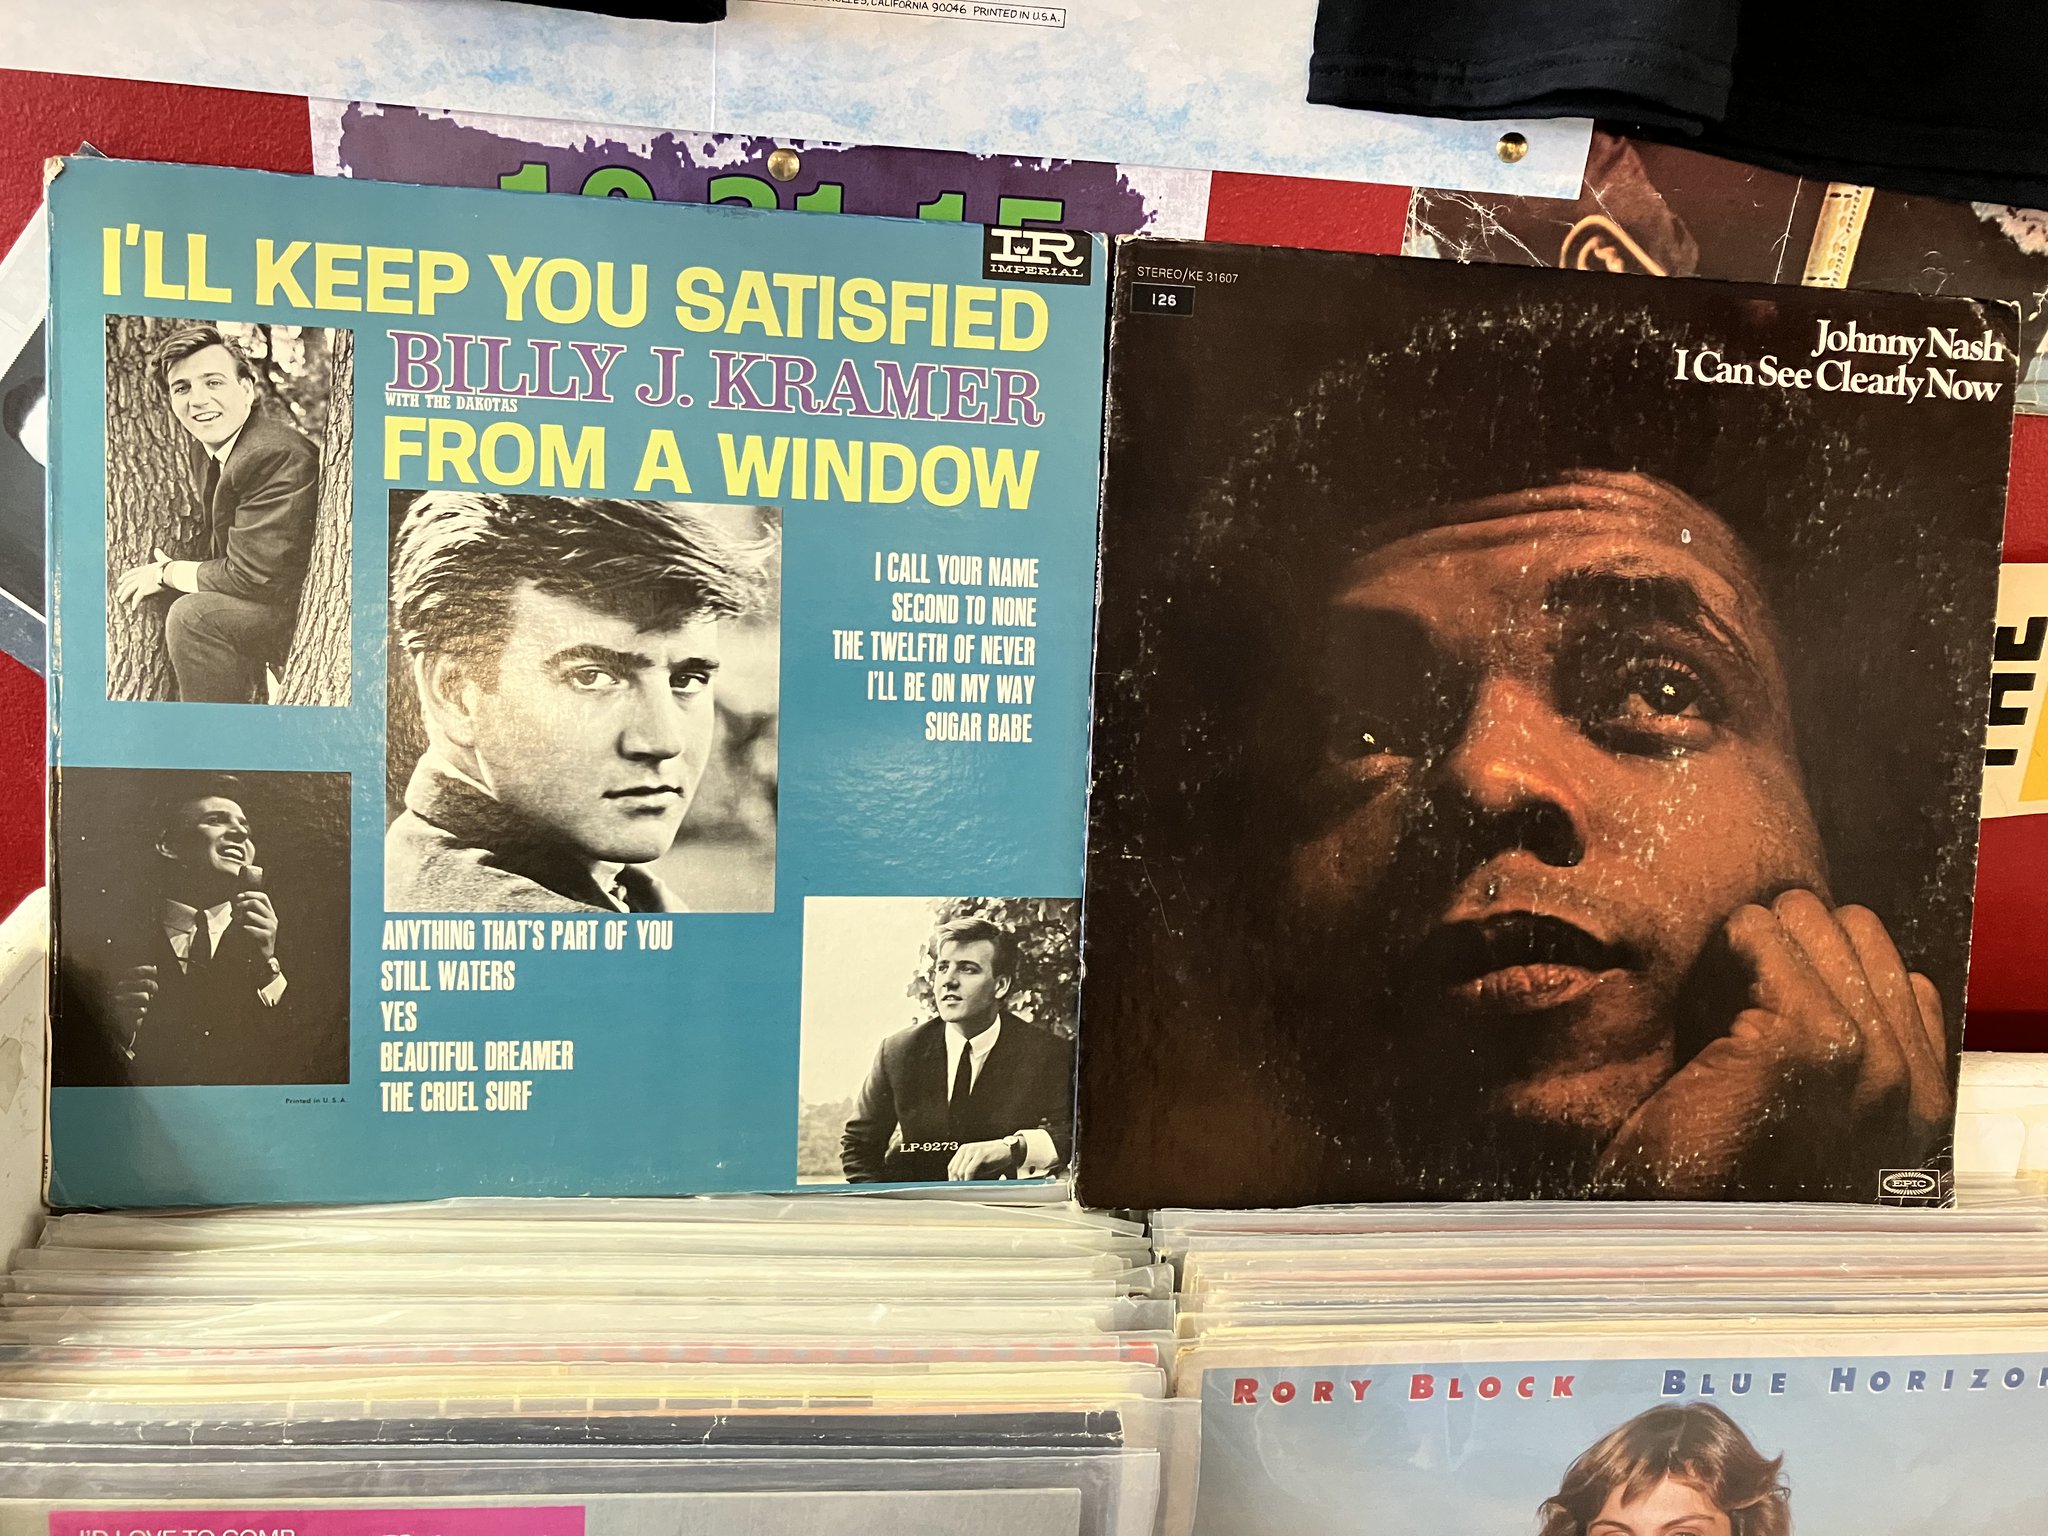 CALIFORNIA 90046 PRINTED IN U.S.A.
I'LL KEEP YOU SATISFIED
IR
IMPERIAL
BILLY J. KRAMER
WITH THE DAKOTAS
FROM A WINDOW
I CALL YOUR NAME
SECOND TO NONE
THE TWELFTH OF NEVER
I'LL BE ON MY WAY
SUGAR BABE
ANYTHING THAT'S PART OF YOU
STILL WATERS
YES
BEAUTIFUL DREAMER
THE CRUEL SURF
Printed in U.S.A.
LP-9273
STEREO/KE 31607
126
Johnny Nash
I Can See Clearly Now
EPIC
RORY BLOCK BLUE HORIZON
I'D LOVE TO